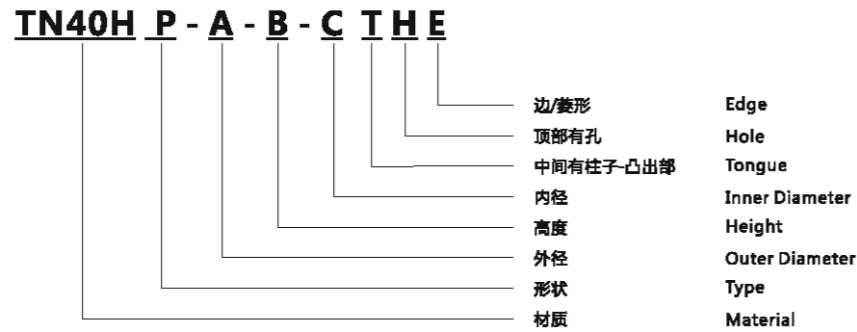 TN40H P - A - B - C T H E
边/菱形 Edge
顶部有孔 Hole
中间有柱子-凸出部 Tongue
内径 Inner Diameter
高度 Height
外径 Outer Diameter
形状 Type
材质 Material